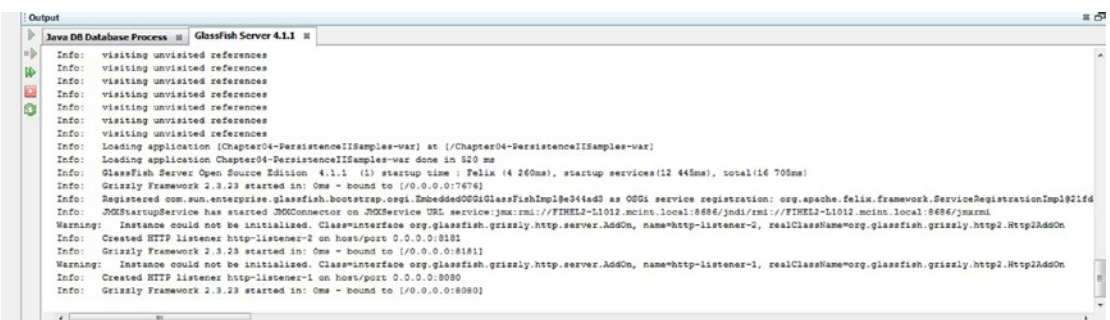 Output
Java DB Database Process GlassFish Server 4.1.1
Info: visiting unvisited references
Info: visiting unvisited references
Info: visiting unvisited references
Info: visiting unvisited references
Info: visiting unvisited references
Info: visiting unvisited references
Info: visiting unvisited references
Info: Loading application [Chapter04-PersistenceIISamples-war] at [/Chapter04-PersistenceIISamples-war]
Info: Loading application Chapter04-PersistenceIISamples-war done in 520 ms
Info: GlassFish Server Open Source Edition 4.1.1 (1) startup time : Felix (4 260ms), startup services(12 445ms), total(16 705ms)
Info: Grizzly Framework 2.3.23 started in: 0ms - bound to [/0.0.0.0:7676]
Info: Registered com.sun.enterprise.glassfish.bootstrap.osgi.EmbeddedOSGiGlassFishImpl@e344ad3 as OSGi service registration: org.apache.felix.framework.ServiceRegistrationImpl@21fd
Info: JMXStartupService has started JMXConnector on JMXService URL service:jmx:rmi://FIHEL2-L1012.mcint.local:8686/jndi/rmi://FIHEL2-L1012.mcint.local:8686/jmxrmi
Warning: Instance could not be initialized. Class=interface org.glassfish.grizzly.http.server.AddOn, name=http-listener-2, realClassName=org.glassfish.grizzly.http2.Http2AddOn
Info: Created HTTP listener http-listener-2 on host/port 0.0.0.0:8181
Info: Grizzly Framework 2.3.23 started in: 0ms - bound to [/0.0.0.0:8181]
Warning: Instance could not be initialized. Class=interface org.glassfish.grizzly.http.server.AddOn, name=http-listener-1, realClassName=org.glassfish.grizzly.http2.Http2AddOn
Info: Created HTTP listener http-listener-1 on host/port 0.0.0.0:8080
Info: Grizzly Framework 2.3.23 started in: 0ms - bound to [/0.0.0.0:8080]